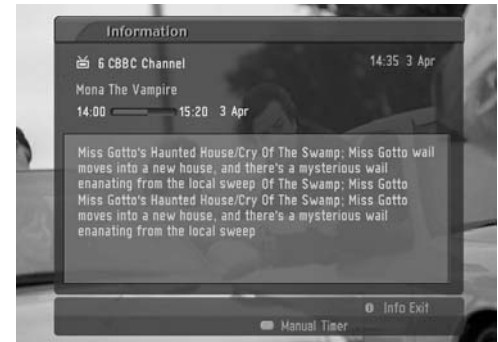 Information
6 CBBC Channel 14:35 3 Apr
Mona The Vampire
14:00 15:20 3 Apr
Miss Gotto's Haunted House/Cry Of The Swamp; Miss Gotto wail
moves into a new house, and there's a mysterious wail
enanating from the local sweep Of The Swamp; Miss Gotto
Miss Gotto's Haunted House/Cry Of The Swamp; Miss Gotto
moves into a new house, and there's a mysterious wail
enanating from the local sweep
i Info Exit
Manual Timer